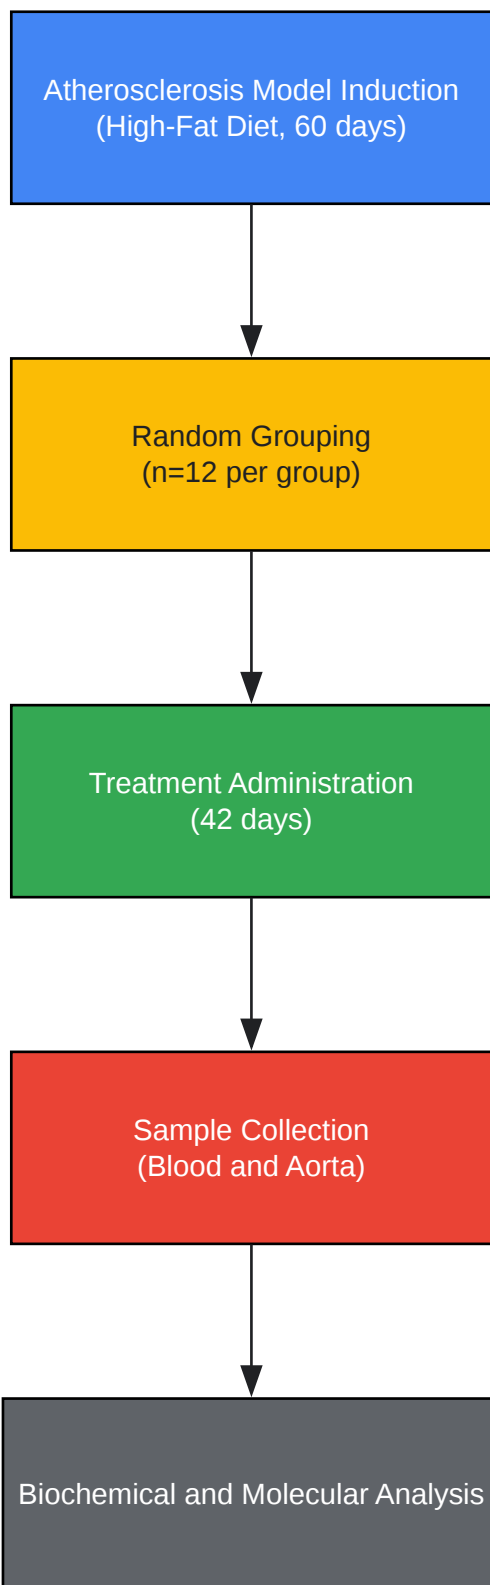 Atherosclerosis Model Induction
(High-Fat Diet, 60 days)
Random Grouping
(n=12 per group)
Treatment Administration
(42 days)
Sample Collection
(Blood and Aorta)
Biochemical and Molecular Analysis